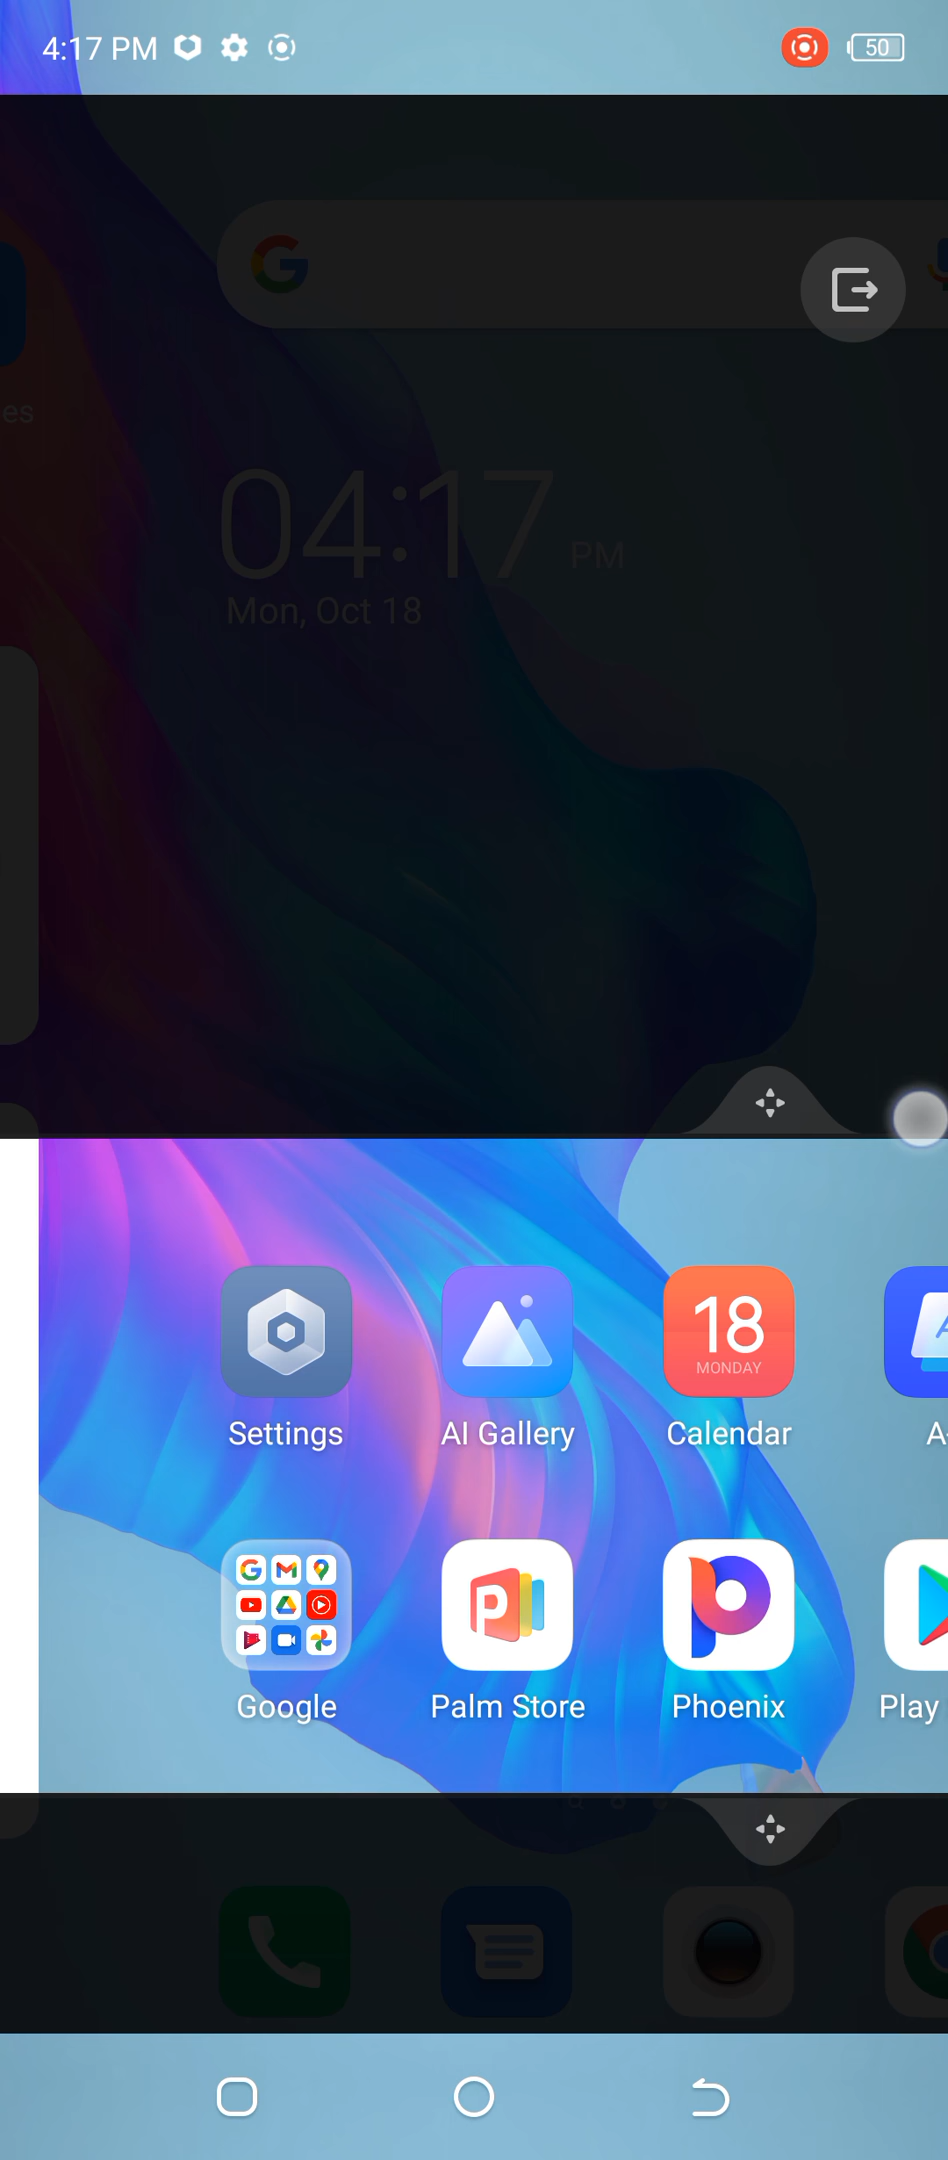 4:17 PM
50
es
04:17 PM
Mon, Oct 18
18
MONDAY
Settings
AI Gallery
Calendar
A
Google
Palm Store
Phoenix
Play